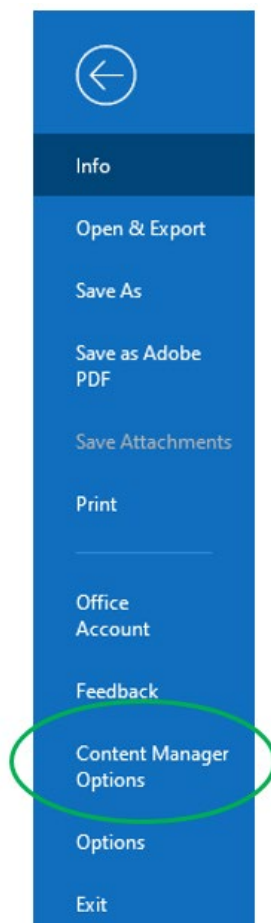 Info
Open & Export
Save As
Save as Adobe
PDF
Save Attachments
Print
Office
Account
Feedback
Content Manager
Options
Options
Exit